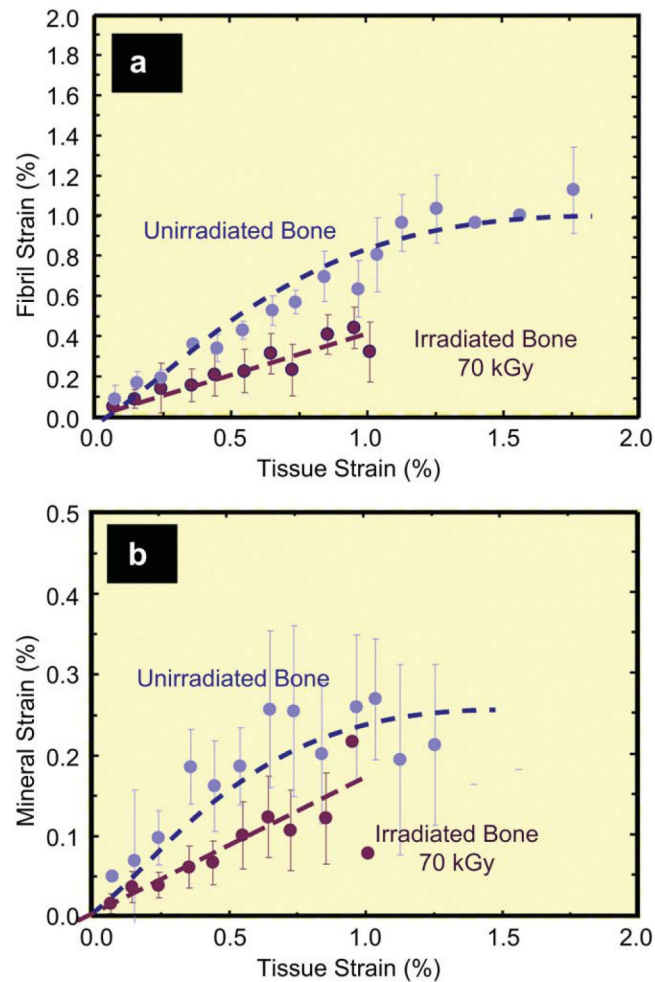 2.0
a
1.8
1.6
1.4
1.2
1.0
0.8
0.6
0.4
0.2
0.0
Fibril Strain (%)
Unirradiated Bone
Irradiated Bone
70 kGy
0.0
0.5
1.0
1.5
2.0
Tissue Strain (%)
0.5
b
0.4
0.3
0.2
0.1
0.0
Mineral Strain (%)
Unirradiated Bone
Irradiated Bone
70 kGy
0.0
0.5
1.0
1.5
2.0
Tissue Strain (%)